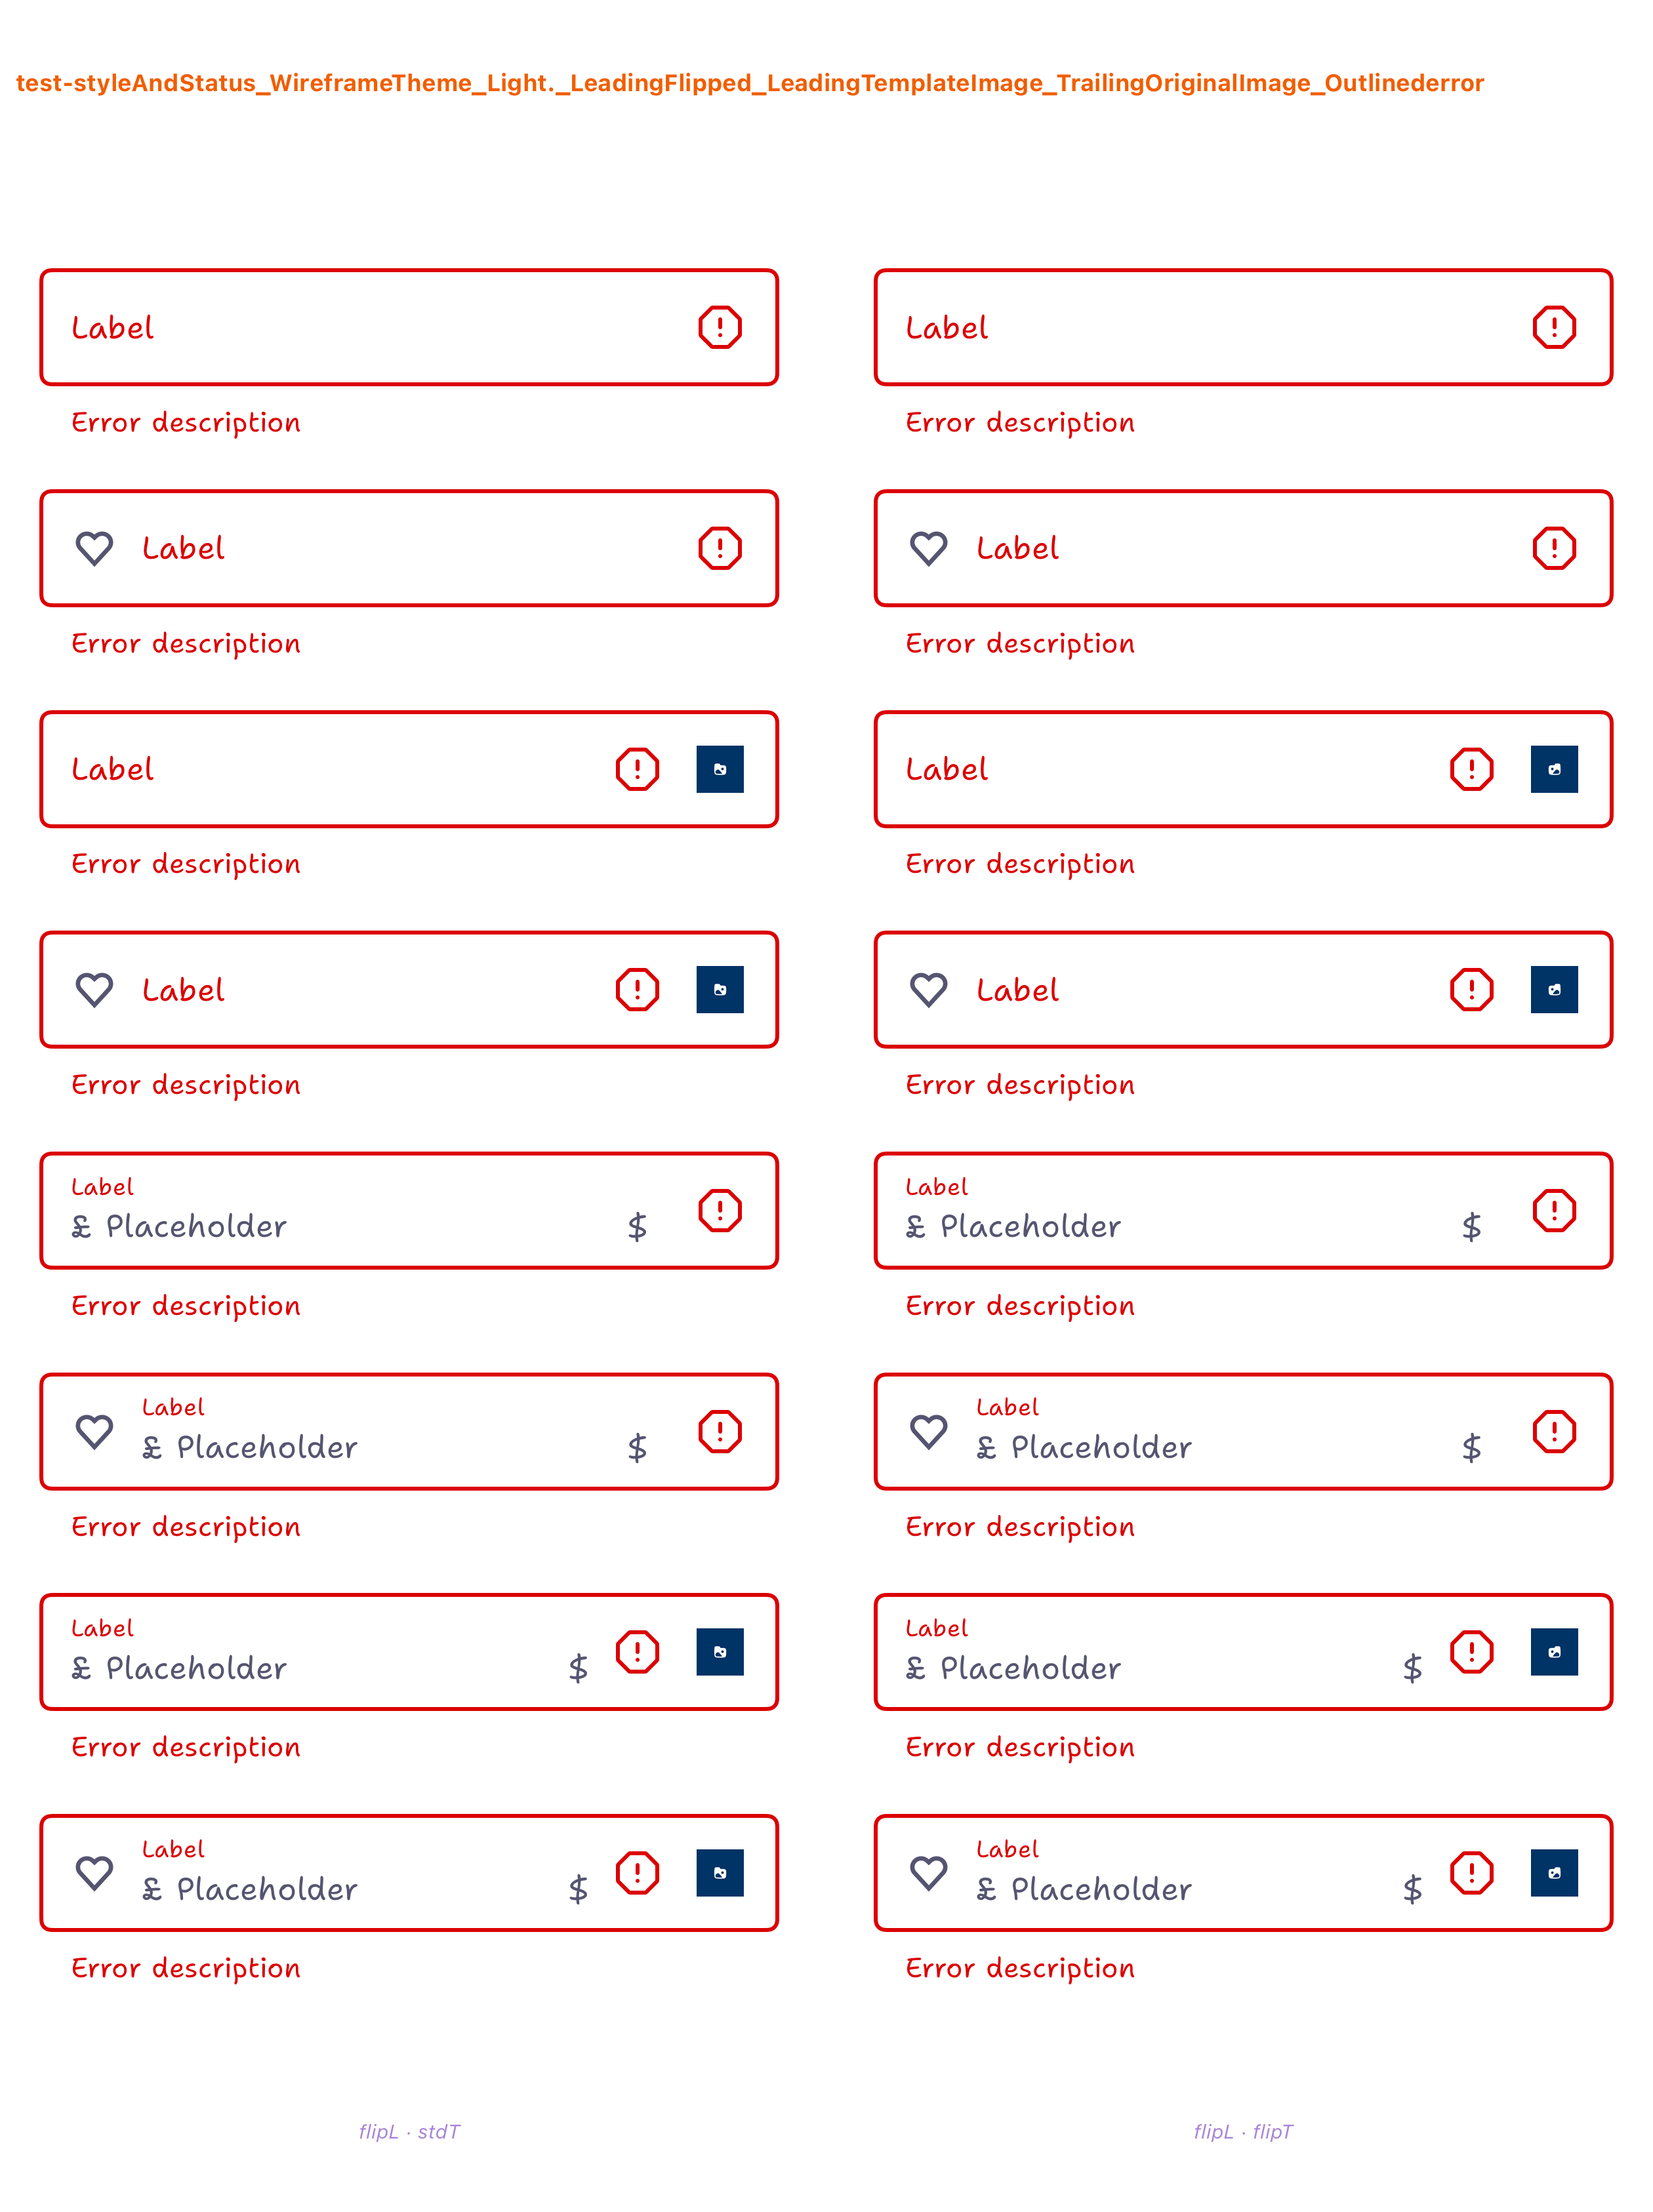 test-styleAndStatus_WireframeTheme_Light._LeadingFlipped_LeadingTemplateImage_TrailingOriginalImage_Outlinederror
Label
Label
Error description
Error description
Label
Label
Error description
Error description
Label
Label
Error description
Error description
Label
Label
Error description
Error description
Label
Label
£ Placeholder $
£ Placeholder $
Error description
Error description
Label
Label
£ Placeholder $
£ Placeholder $
Error description
Error description
Label
Label
£ Placeholder $
£ Placeholder $
Error description
Error description
Label
Label
£ Placeholder $
£ Placeholder $
Error description
Error description
flipL · stdT
flipL · flipT